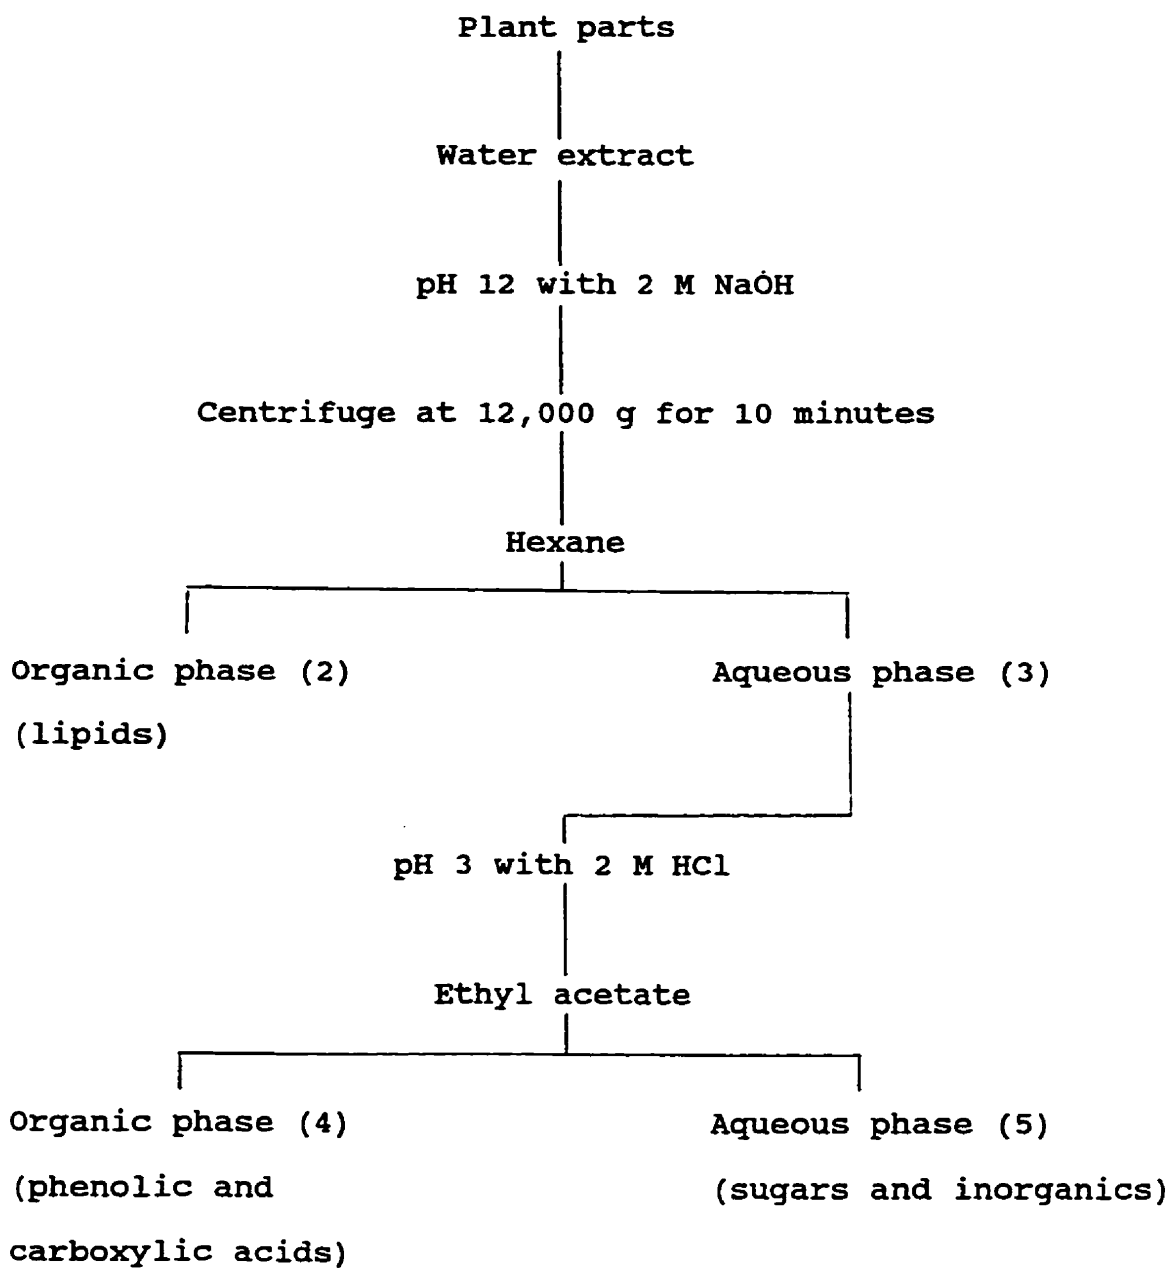 Plant parts
Water extract
pH 12 with 2 M NaOH
Centrifuge at 12,000 g for 10 minutes
Hexane
Organic phase (2)
(lipids)
Aqueous phase (3)
pH 3 with 2 M HCl
Ethyl acetate
Organic phase (4)
(phenolic and
carboxylic acids)
Aqueous phase (5)
(sugars and inorganics)